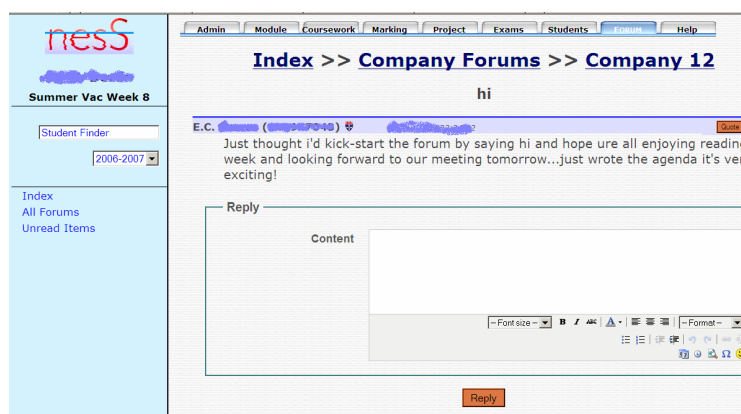 Admin Module Coursework Marking Project Exams Students Forum Help
ness
Summer Vac Week 8
Student Finder
2006-2007
Index
All Forums
Unread Items
Index >> Company Forums >> Company 12
hi
E.C.
Quote
Just thought i'd kick-start the forum by saying hi and hope ure all enjoying
week and looking forward to our meeting tomorrow...just wrote the agenda it's
exciting!
Reply
Content
-- Font size -- B I ABC A -- Format --
Ω
Reply